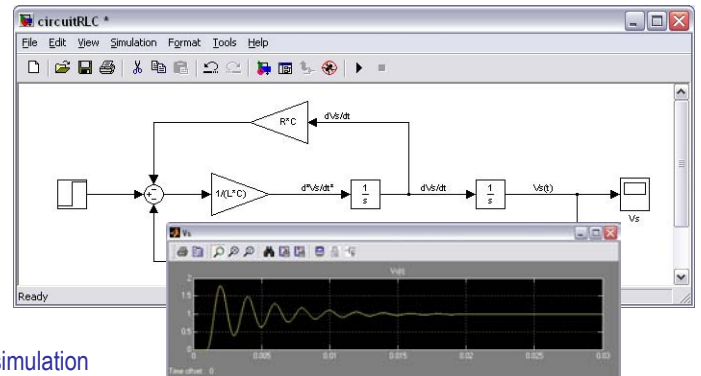 circuitRLC *
File Edit View Simulation Format Tools Help
R*C
dVs/dt
1/(L*C)
d²Vs/dt²
1
s
dVs/dt
1
s
Vs(t)
Vs
Vs
Vs(t)
2
1.5
1
0.5
0
0 0.005 0.01 0.015 0.02 0.025 0.03
Time offset: 0
Ready
simulation